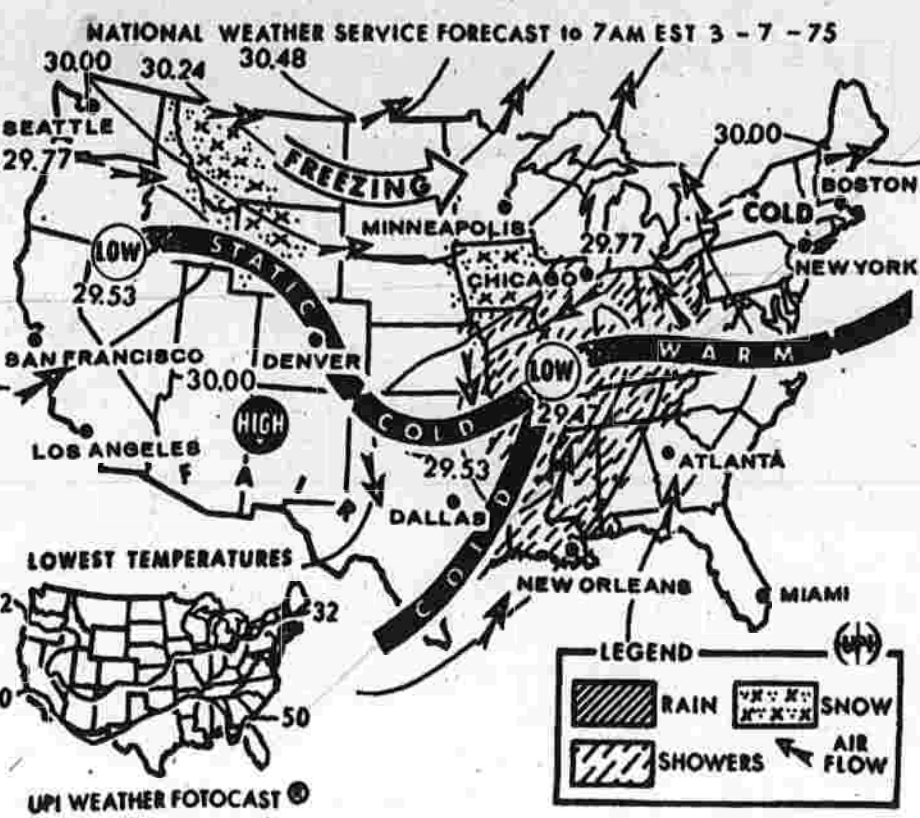 NATIONAL WEATHER SERVICE FORECAST to 7AM EST 3 - 7 - 75
30.00 30.24 30.48
SEATTLE
29.77
30.00
BOSTON
FREEZING
COLD
MINNEAPOLIS
29.77
NEW YORK
LOW
STATIC
CHICAGO
29.53
SAN FRANCISCO
DENVER
WARM
LOW
30.00
29.47
HIGH
COLD
LOS ANGELES
29.53
ATLANTA
FAIR
DALLAS
COLD
NEW ORLEANS
MIAMI
LOWEST TEMPERATURES
2
32
0
50
UPI
LEGEND
RAIN
SNOW
SHOWERS
AIR
FLOW
UPI WEATHER FOTOCAST